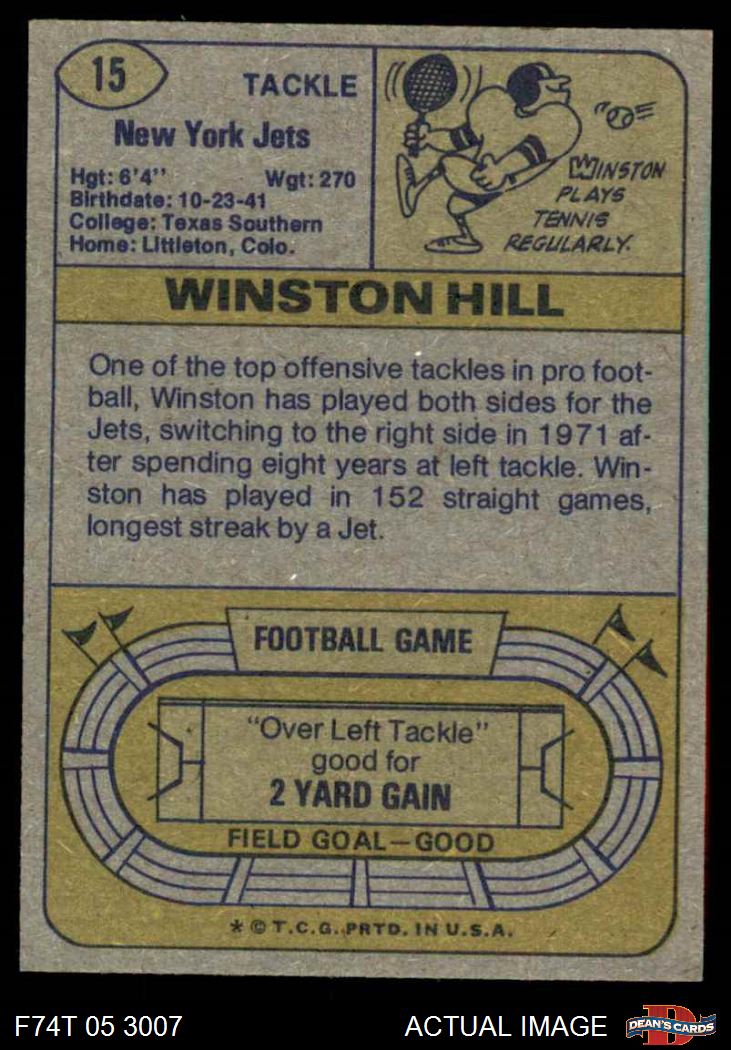 15
TACKLE
New York Jets
Hgt: 6'4" Wgt: 270
Birthdate: 10-23-41
College: Texas Southern
Home: Littleton, Colo.
WINSTON
PLAYS
TENNIS
REGULARLY.
WINSTON HILL
One of the top offensive tackles in pro foot-
ball, Winston has played both sides for the
Jets, switching to the right side in 1971 af-
ter spending eight years at left tackle. Win-
ston has played in 152 straight games,
longest streak by a Jet.
FOOTBALL GAME
"Over Left Tackle"
good for
2 YARD GAIN
FIELD GOAL—GOOD
* © T.C.G. PRTD. IN U.S.A.
F74T 05 3007 ACTUAL IMAGE
D
DEAN'S CARDS